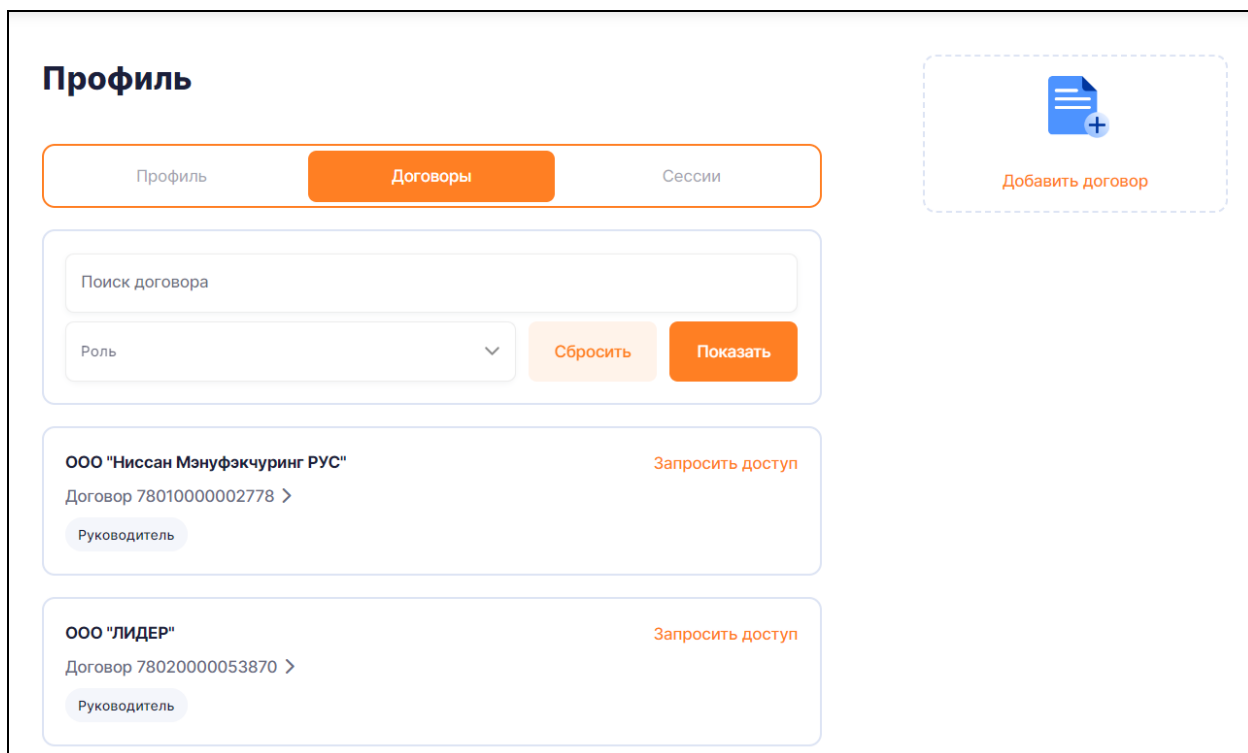 Профиль
Добавить договор
Профиль Договоры Сессии
Поиск договора
Роль Сбросить Показать
ООО "Ниссан Мэнуфэкчуринг РУС" Запросить доступ
Договор 78010000002778
Руководитель
ООО "ЛИДЕР" Запросить доступ
Договор 78020000053870
Руководитель